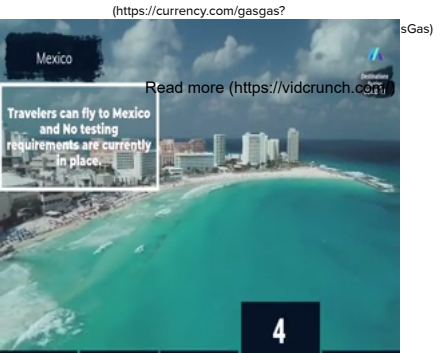 (https://currency.com/gasgas?
sGas)
Mexico
Destinations
Read more (https://vidcrunch.com/)
Travelers can fly to Mexico
and No testing
requirements are currently
in place.
4